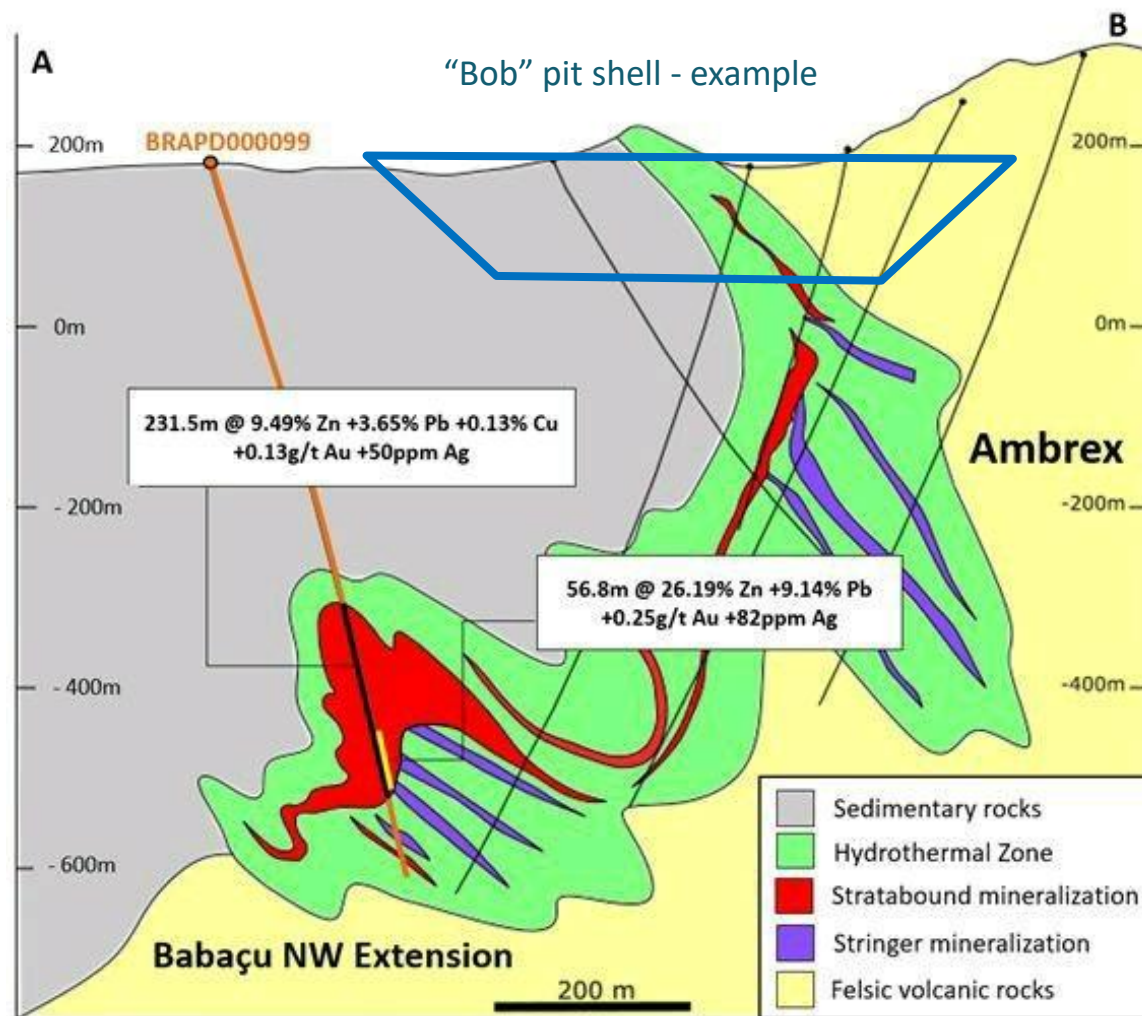 A
B
“Bob” pit shell - example
BRAPD000099
200m
200m
0m
0m
231.5m @ 9.49% Zn +3.65% Pb +0.13% Cu
+0.13g/t Au +50ppm Ag
Ambrex
- 200m
-200m
56.8m @ 26.19% Zn +9.14% Pb
+0.25g/t Au +82ppm Ag
- 400m
-400m
- 600m
Babaçu NW Extension
200 m
Sedimentary rocks
Hydrothermal Zone
Stratabound mineralization
Stringer mineralization
Felsic volcanic rocks